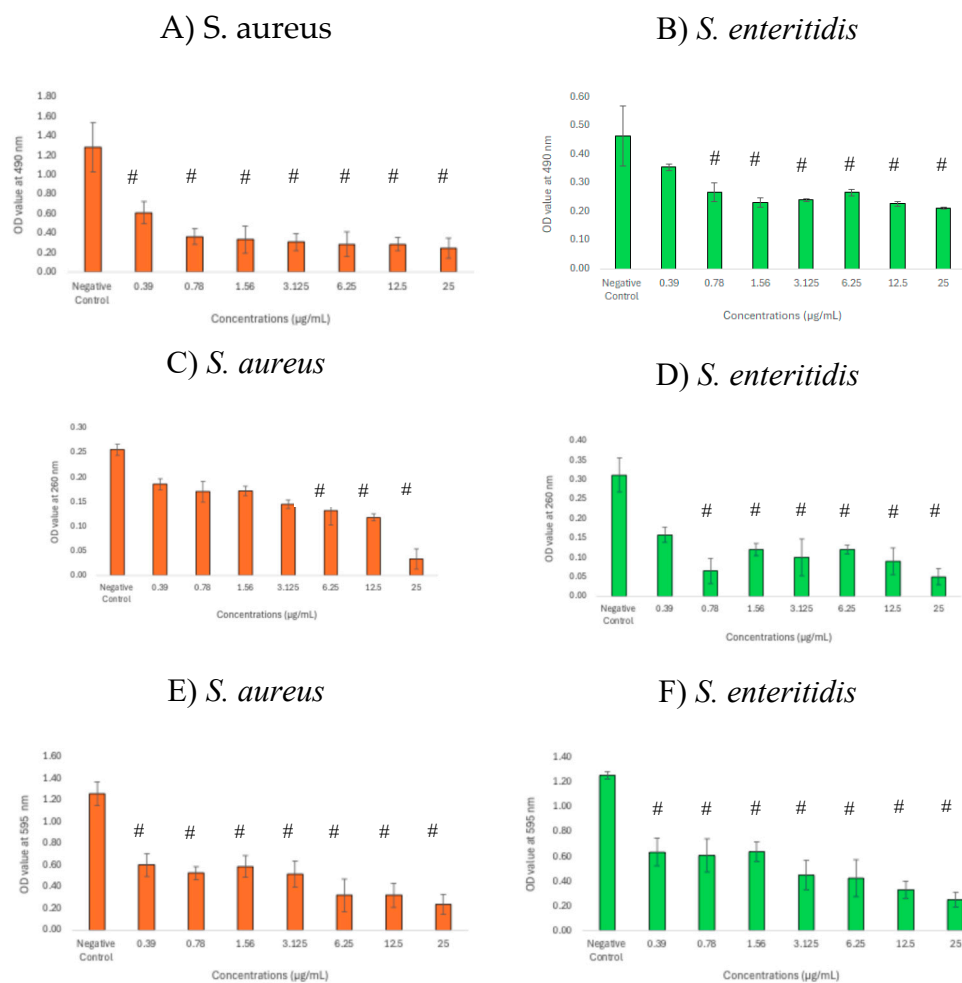 A) S. aureus
OD value at 490 nm
1.80
1.60
1.40
1.20
1.00
0.80
0.60
0.40
0.20
0.00
# # # # # # #
Negative Control 0.39 0.78 1.56 3.125 6.25 12.5 25
Concentrations (µg/mL)
B) S. enteritidis
OD value at 490 nm
0.60
0.50
0.40
0.30
0.20
0.10
0.00
# # # # # #
Negative Control 0.39 0.78 1.56 3.125 6.25 12.5 25
Concentrations (µg/mL)
C) S. aureus
OD value at 260 nm
0.30
0.25
0.20
0.15
0.10
0.05
0.00
# # #
Negative Control 0.39 0.78 1.56 3.125 6.25 12.5 25
Concentrations (µg/mL)
D) S. enteritidis
OD value at 260 nm
0.40
0.35
0.30
0.25
0.20
0.15
0.10
0.05
0.00
# # # # # #
Negative Control 0.39 0.78 1.56 3.125 6.25 12.5 25
Concentrations (µg/mL)
E) S. aureus
OD value at 595 nm
1.60
1.40
1.20
1.00
0.80
0.60
0.40
0.20
0.00
# # # # # # #
Negative Control 0.39 0.78 1.56 3.125 6.25 12.5 25
Concentrations (µg/mL)
F) S. enteritidis
OD value at 595 nm
1.40
1.20
1.00
0.80
0.60
0.40
0.20
0.00
# # # # # # #
Negative Control 0.39 0.78 1.56 3.125 6.25 12.5 25
Concentrations (µg/mL)